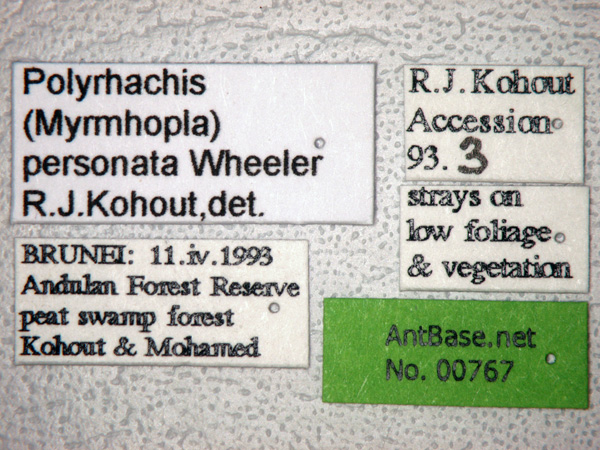 Polyrhachis
(Myrmhopla)
personata Wheeler
R.J.Kohout,det.
R.J. Kohout
Accession
93. 3
strays on
low foliage
& vegetation
BRUNEI: 11.iv.1993
Andulan Forest Reserve
peat swamp forest
Kohout & Mohamed
AntBase.net
No. 00767